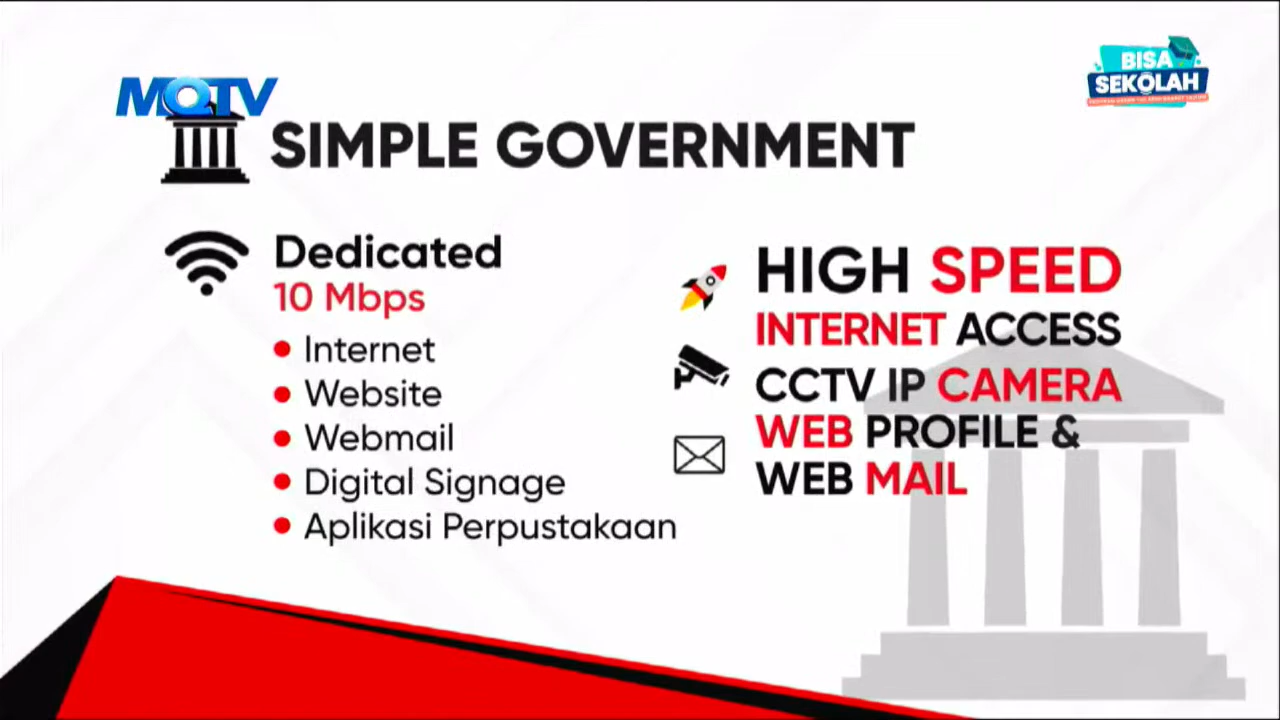 MQTV
BISA
SEKOLAH
SIMPLE GOVERNMENT
Dedicated
10 Mbps
Internet
Website
Webmail
Digital Signage
Aplikasi Perpustakaan
HIGH SPEED
INTERNET ACCESS
CCTV IP CAMERA
WEB PROFILE &
WEB MAIL